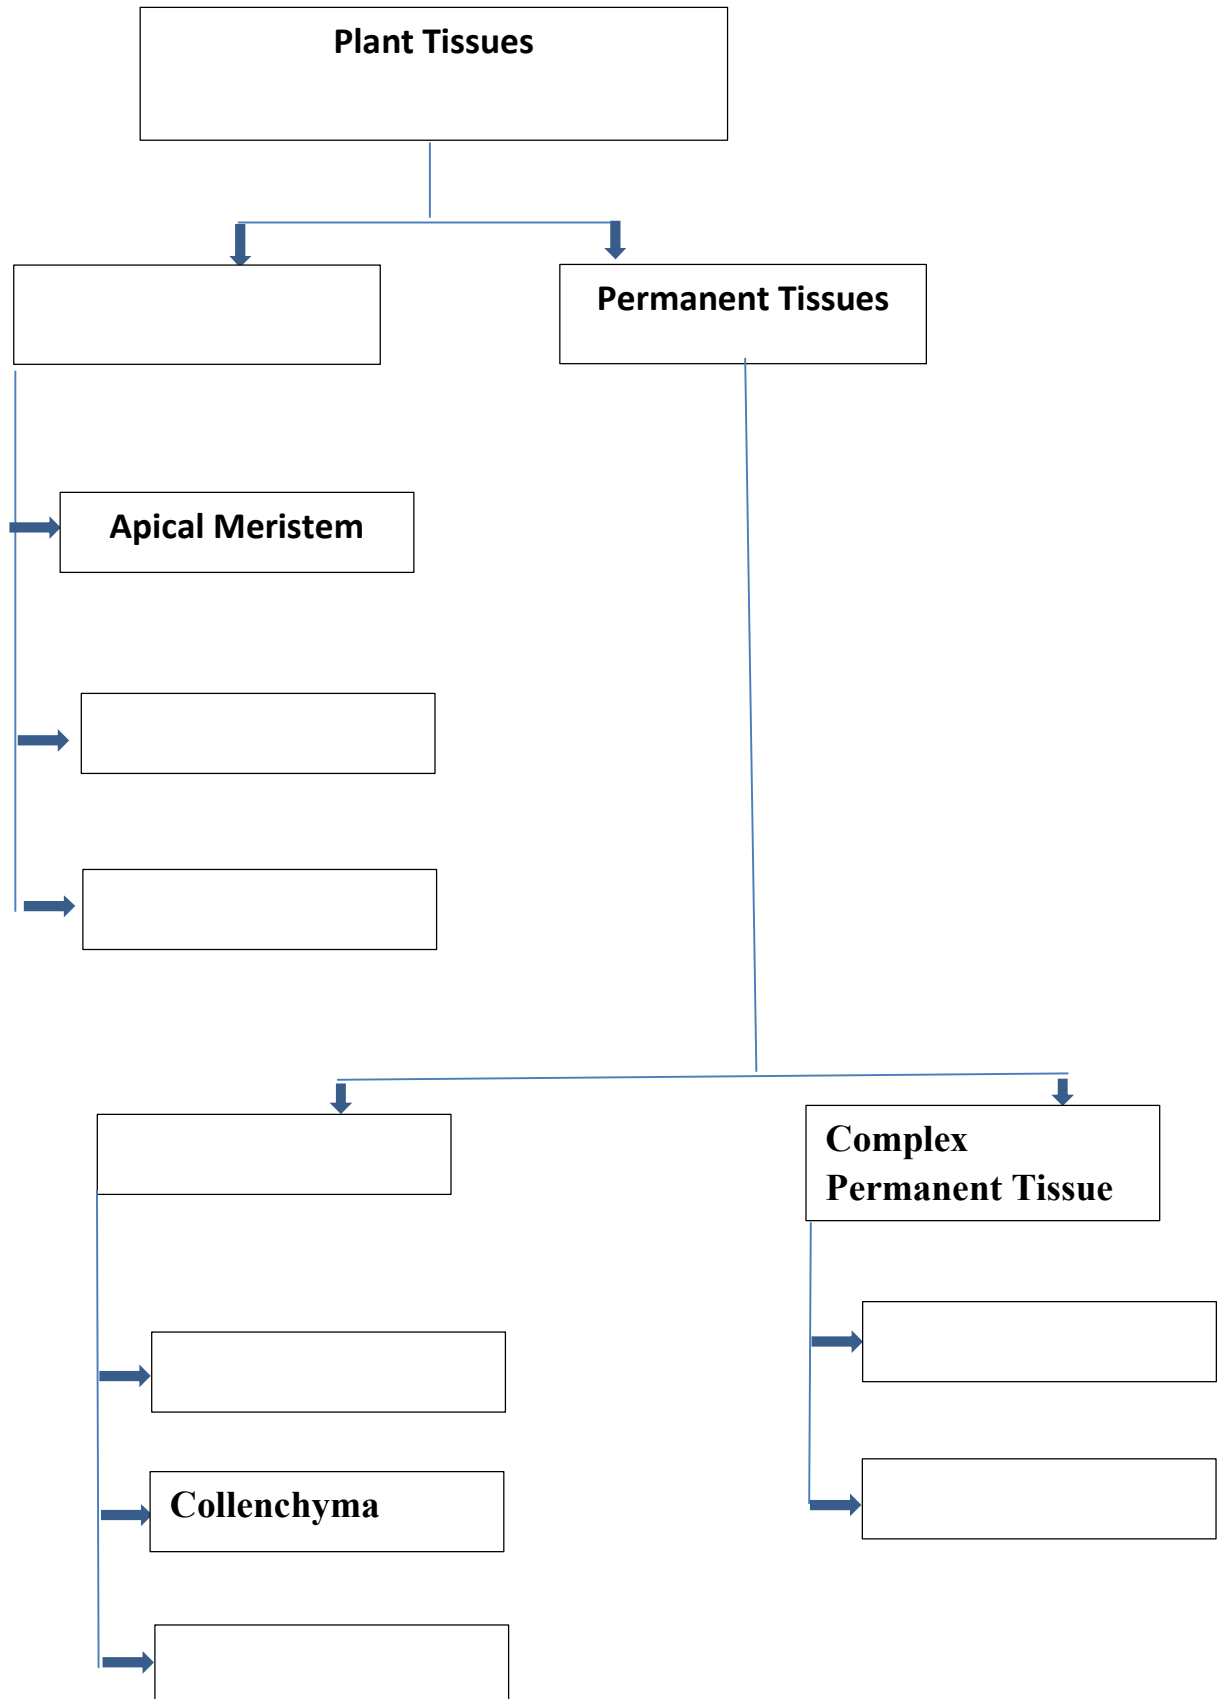 Plant Tissues
Permanent Tissues
Apical Meristem
Complex
Permanent Tissue
Collenchyma